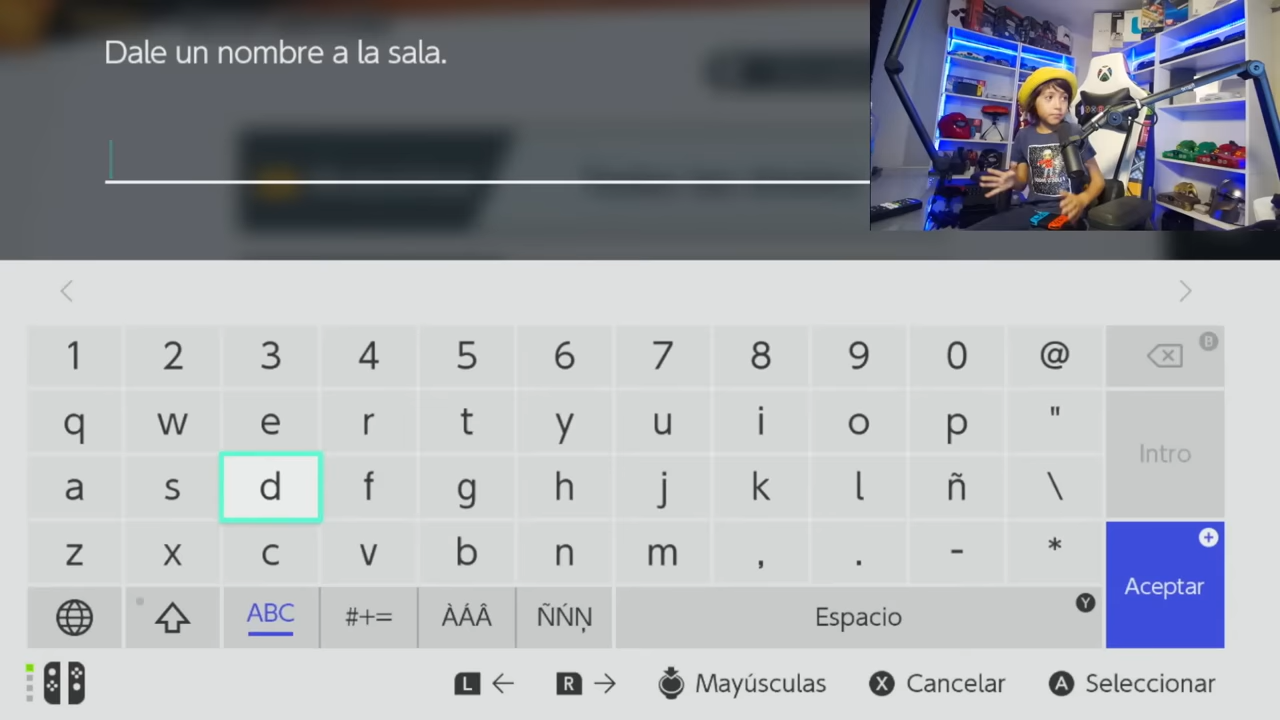 Dale un nombre a la sala.
1 2 3 4 5 6 7 8 9 0 @ B
q w e r t y u i o p " Intro
a s d f g h j k l ñ \
z x c v b n m , . - * + Aceptar
ABC #+= ÀÁÂ ÑŃŅ Espacio Y
L ← R → Mayúsculas X Cancelar A Seleccionar